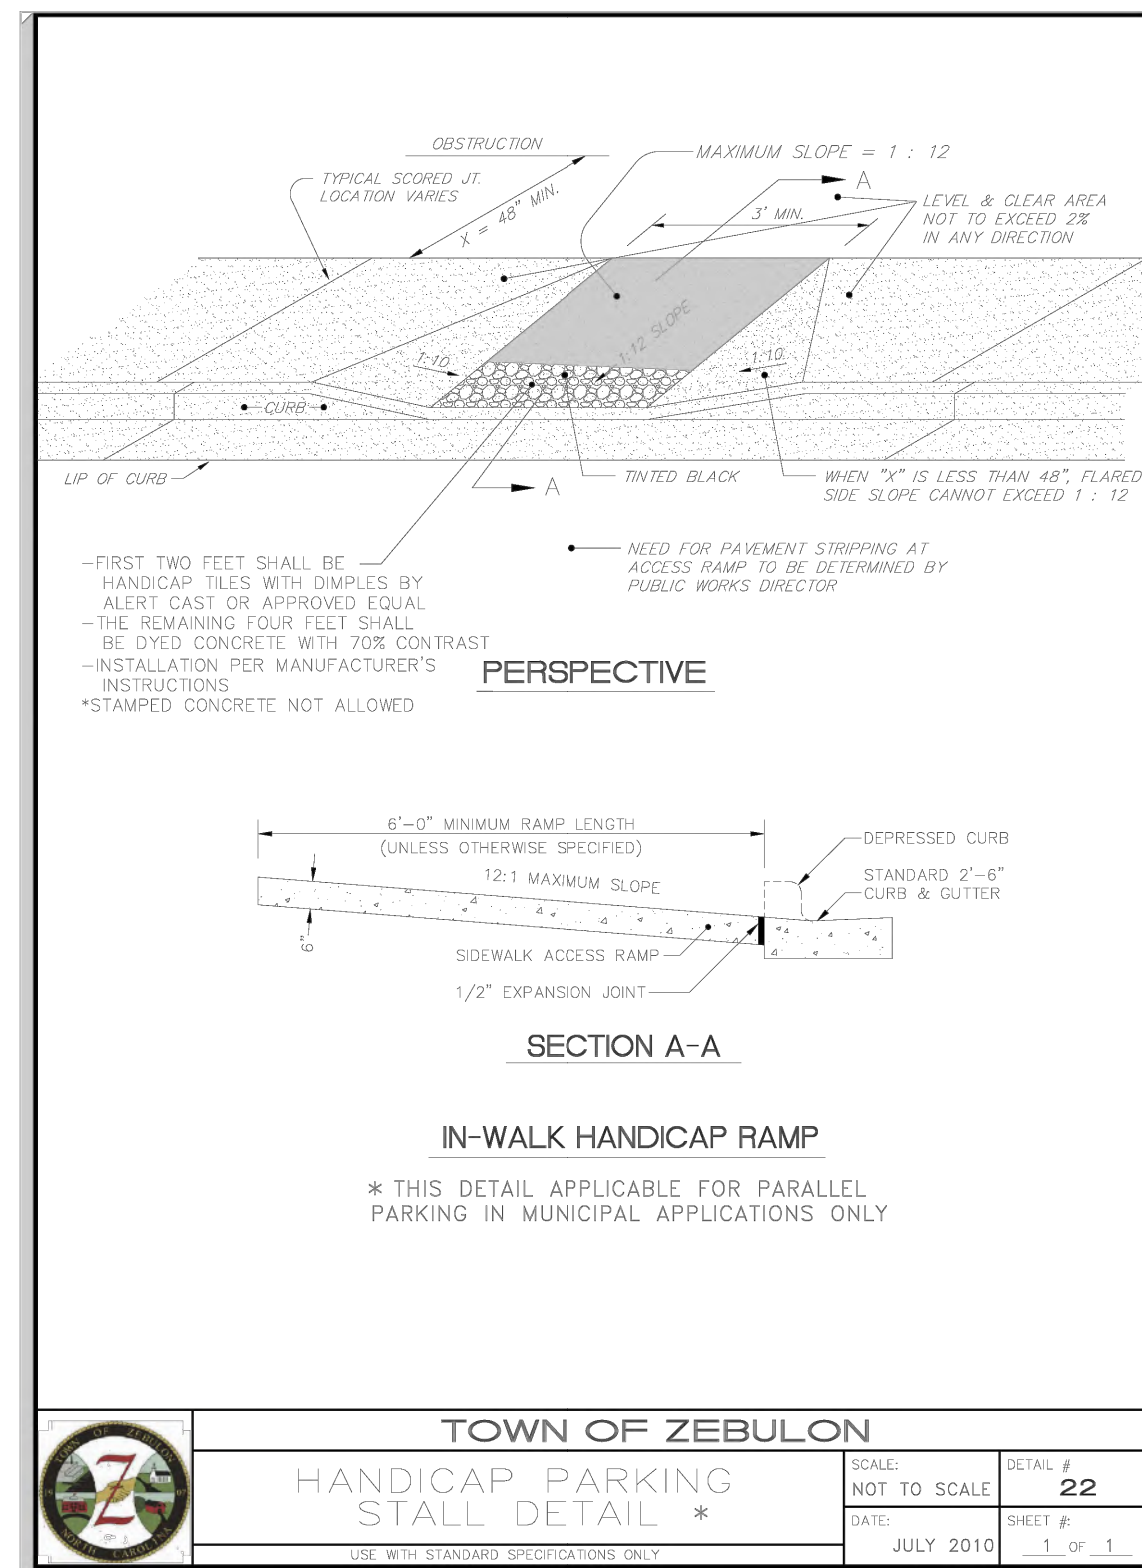 OBSTRUCTION
TYPICAL SCORED JT.
LOCATION VARIES
X = 48" MIN.
MAXIMUM SLOPE = 1 : 12
A
3' MIN.
LEVEL & CLEAR AREA
NOT TO EXCEED 2%
IN ANY DIRECTION
1:10
1:12 SLOPE
1:10
CURB
LIP OF CURB
A
TINTED BLACK
WHEN "X" IS LESS THAN 48", FLARED
SIDE SLOPE CANNOT EXCEED 1 : 12
NEED FOR PAVEMENT STRIPPING AT
ACCESS RAMP TO BE DETERMINED BY
PUBLIC WORKS DIRECTOR
-FIRST TWO FEET SHALL BE
HANDICAP TILES WITH DIMPLES BY
ALERT CAST OR APPROVED EQUAL
-THE REMAINING FOUR FEET SHALL
BE DYED CONCRETE WITH 70% CONTRAST
-INSTALLATION PER MANUFACTURER'S
INSTRUCTIONS
*STAMPED CONCRETE NOT ALLOWED
PERSPECTIVE
6'-0" MINIMUM RAMP LENGTH
(UNLESS OTHERWISE SPECIFIED)
12:1 MAXIMUM SLOPE
DEPRESSED CURB
STANDARD 2'-6"
CURB & GUTTER
6"
SIDEWALK ACCESS RAMP
1/2" EXPANSION JOINT
SECTION A-A
IN-WALK HANDICAP RAMP
* THIS DETAIL APPLICABLE FOR PARALLEL
PARKING IN MUNICIPAL APPLICATIONS ONLY
TOWN OF ZEBULON
1907
Z
NORTH CAROLINA
TOWN OF ZEBULON
HANDICAP PARKING
STALL DETAIL *
USE WITH STANDARD SPECIFICATIONS ONLY
SCALE:
NOT TO SCALE
DETAIL #
22
DATE:
JULY 2010
SHEET #:
1 OF 1